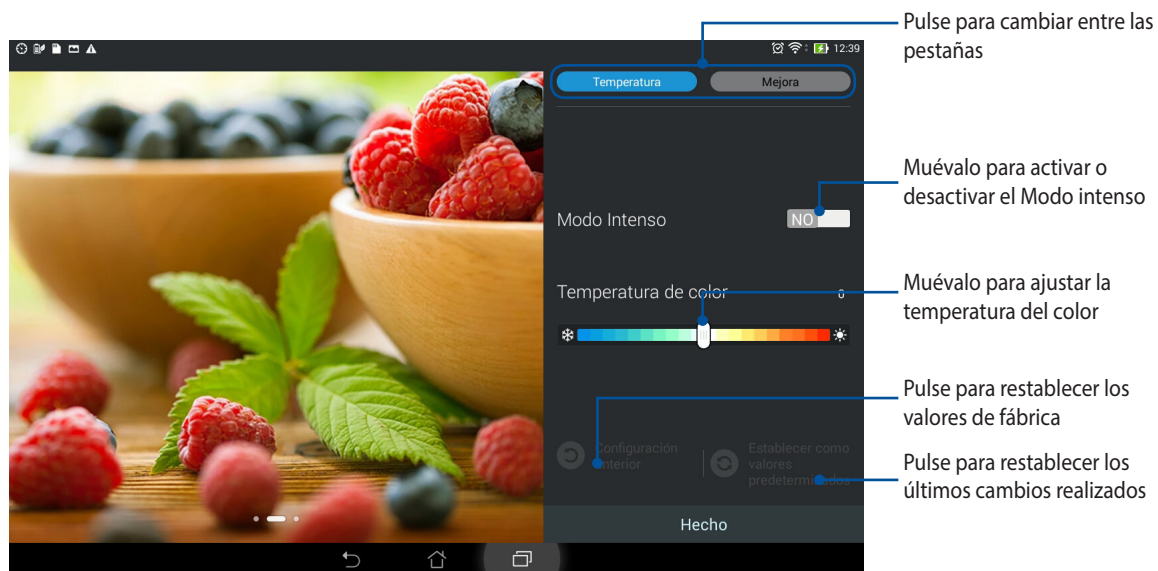 Pulse para cambiar entre las
pestañas
12:39
Temperatura
Mejora
Muévalo para activar o
desactivar el Modo intenso
Modo Intenso
NO
Muévalo para ajustar la
temperatura del color
Temperatura de color
0
Pulse para restablecer los
valores de fábrica
Configuración
anterior
Establecer como
valores
predeterminados
Pulse para restablecer los
últimos cambios realizados
Hecho